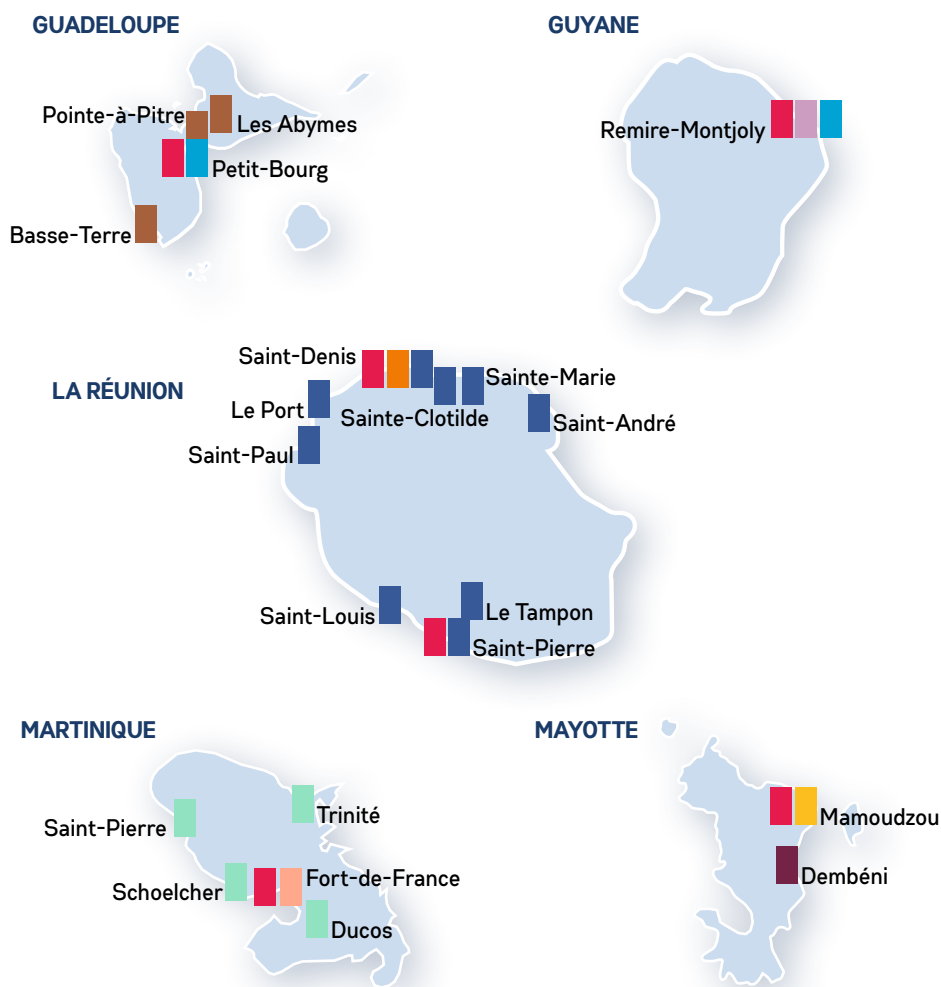 GUADELOUPE
Pointe-à-Pitre
Les Abymes
Petit-Bourg
Basse-Terre
GUYANE
Remire-Montjoly
LA RÉUNION
Saint-Denis
Sainte-Marie
Le Port
Sainte-Clotilde
Saint-André
Saint-Paul
Saint-Louis
Le Tampon
Saint-Pierre
MARTINIQUE
Trinité
Saint-Pierre
Fort-de-France
Schoelcher
Ducos
MAYOTTE
Mamoudzou
Dembéni